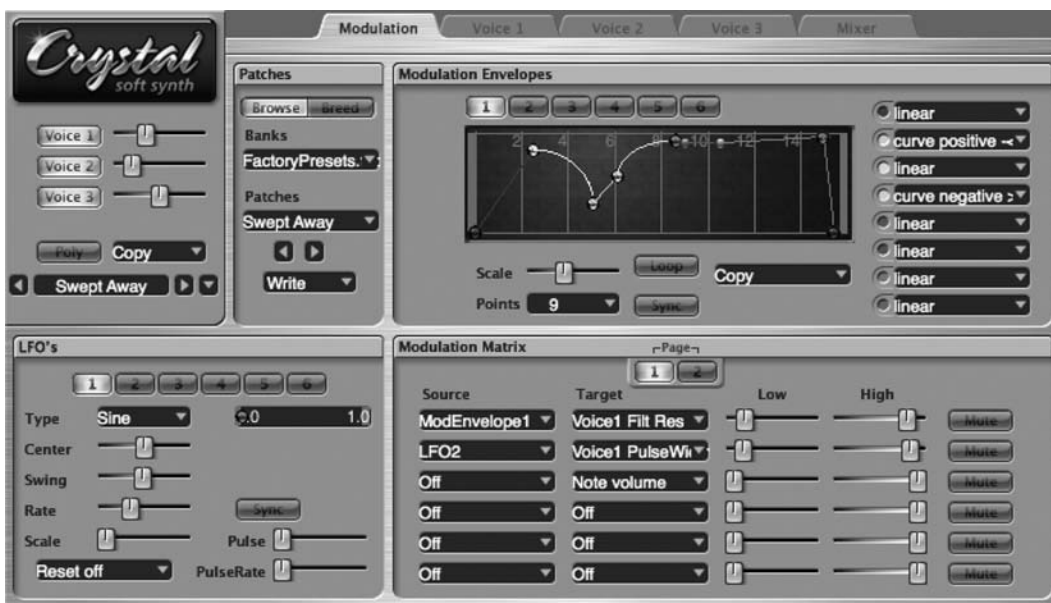 Crystal
soft synth
Modulation Voice 1 Voice 2 Voice 3 Mixer
Voice 1
Voice 2
Voice 3
Poly Copy
Swept Away
Patches
Browse Breed
Banks
FactoryPresets.
Patches
Swept Away
Write
Modulation Envelopes
1 2 3 4 5 6
2 4 6 8 10 12 14
Scale Loop Copy
Points 9 Sync
linear
curve positive -<
linear
curve negative >
linear
linear
linear
linear
LFO's
1 2 3 4 5 6
Type Sine 0.0 1.0
Center
Swing
Rate Sync
Scale Pulse
Reset off PulseRate
Modulation Matrix Page
1 2
Source Target Low High
ModEnvelope1 Voice1 Filt Res Mute
LFO2 Voice1 PulseWi Mute
Off Note volume Mute
Off Off Mute
Off Off Mute
Off Off Mute